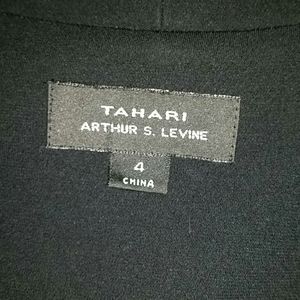 TAHARI
ARTHUR S. LEVINE
4
CHINA